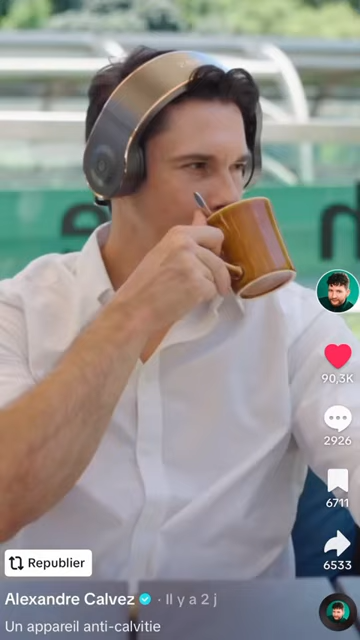 90,3K
2926
6711
6533
Republier
Alexandre Calvez · Il y a 2 j
Un appareil anti-calvitie